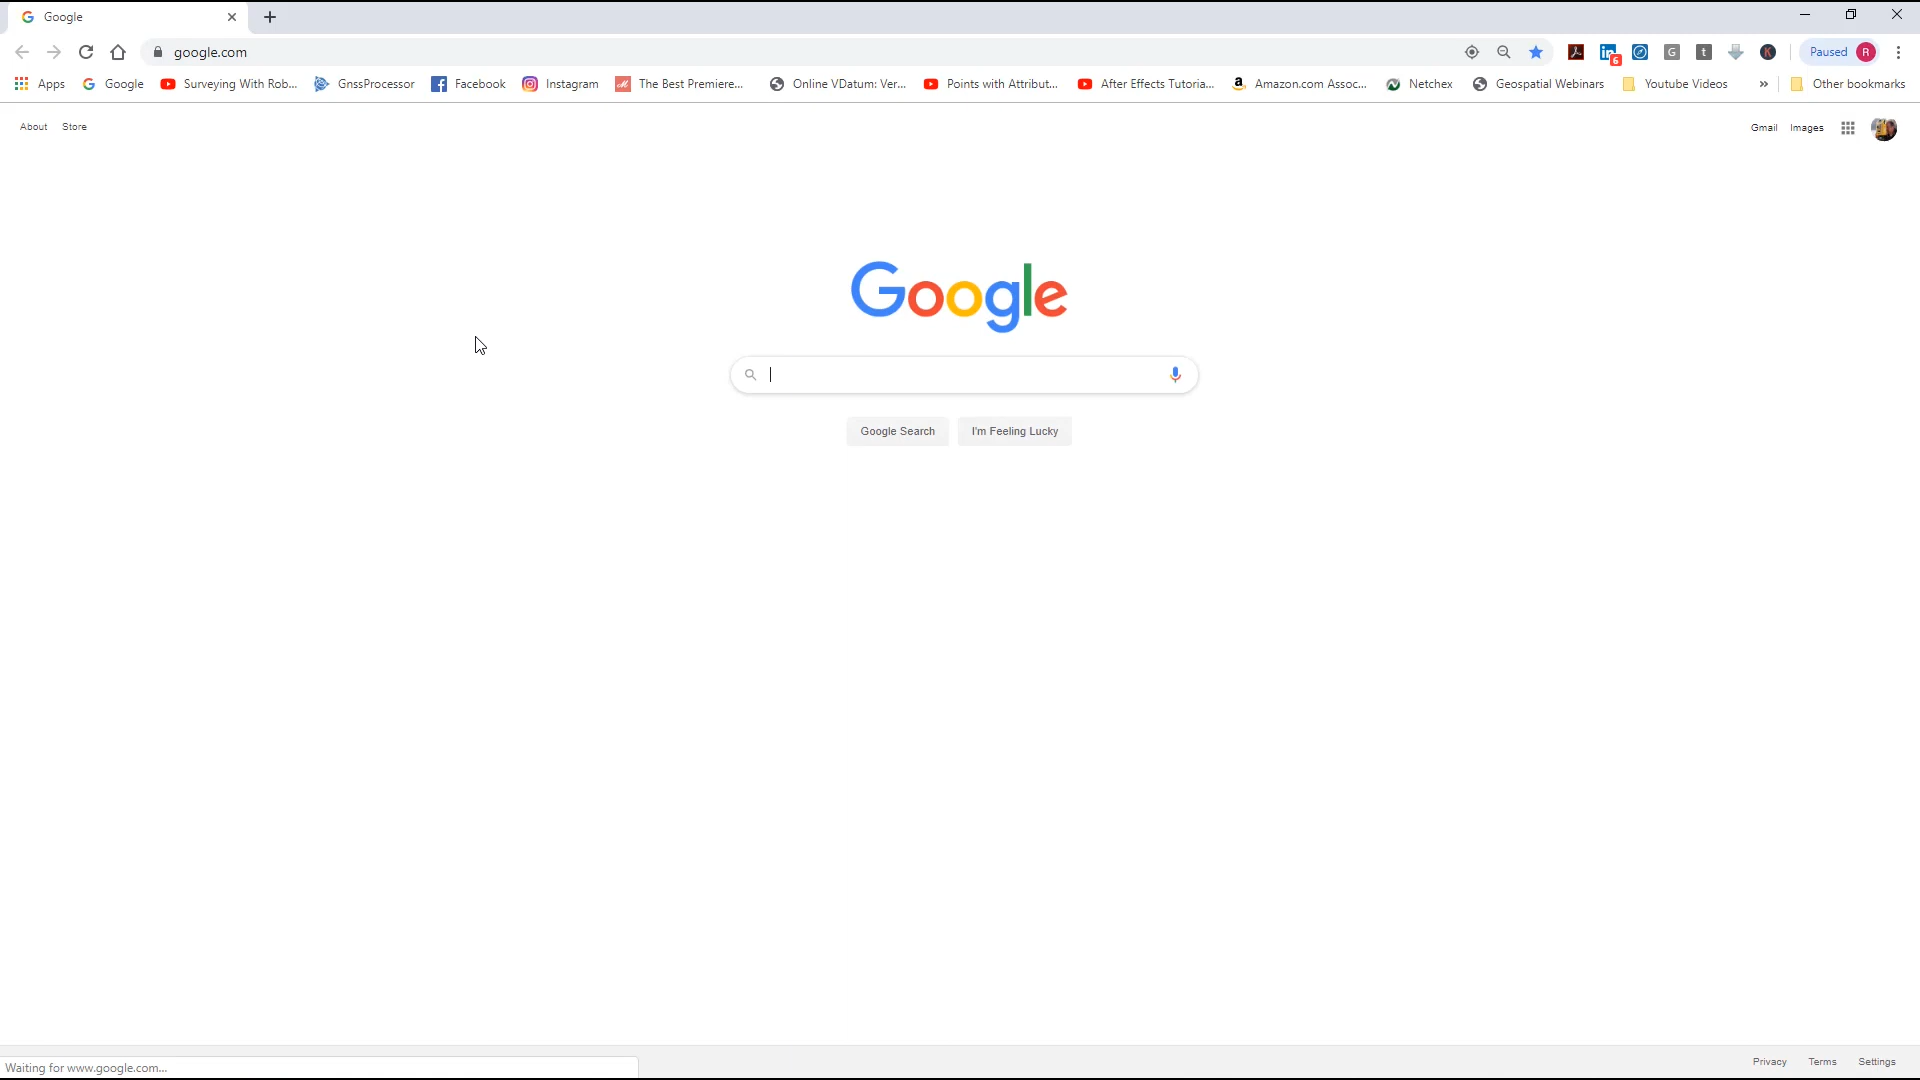 Google
google.com
6
Paused R
Apps Google Surveying With Rob... GnssProcessor Facebook Instagram The Best Premiere... Online VDatum: Ver... Points with Attribut... After Effects Tutoria... Amazon.com Assoc... Netchex Geospatial Webinars Youtube Videos » Other bookmarks
About Store Gmail Images
Google
Google Search I'm Feeling Lucky
Waiting for www.google.com... Privacy Terms Settings